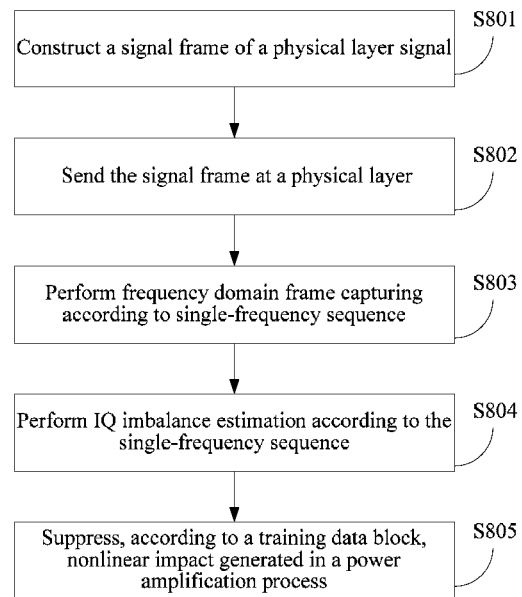 S801
Construct a signal frame of a physical layer signal
S802
Send the signal frame at a physical layer
S803
Perform frequency domain frame capturing
according to single-frequency sequence
S804
Perform IQ imbalance estimation according to the
single-frequency sequence
S805
Suppress, according to a training data block,
nonlinear impact generated in a power
amplification process